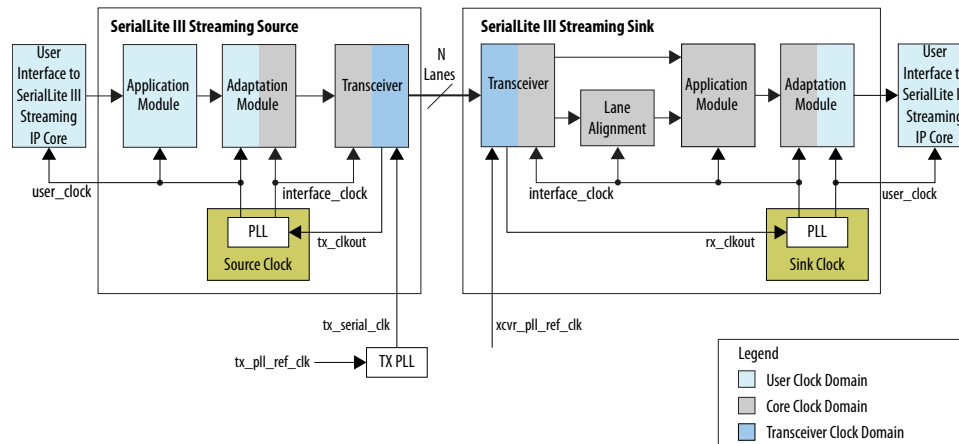 SerialLite III Streaming Source
SerialLite III Streaming Sink
User
Interface to
SerialLite III
Streaming
IP Core
Application
Module
Adaptation
Module
Transceiver
N
Lanes
Transceiver
Lane
Alignment
Application
Module
Adaptation
Module
User
Interface to
SerialLite III
Streaming
IP Core
user_clock
interface_clock
interface_clock
user_clock
PLL
tx_clkout
Source Clock
rx_clkout
PLL
Sink Clock
tx_serial_clk
xcvr_pll_ref_clk
tx_pll_ref_clk
TX PLL
Legend
User Clock Domain
Core Clock Domain
Transceiver Clock Domain